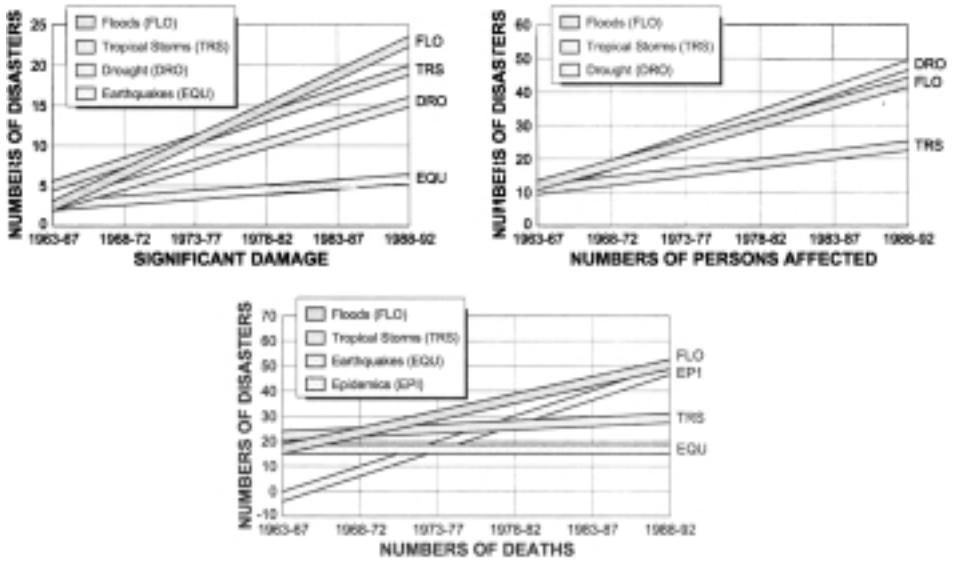 NUMBERS OF DISASTERS
25
20
15
10
5
0
Floods (FLO)
Tropical Storms (TRS)
Drought (DRO)
Earthquakes (EQU)
FLO
TRS
DRO
EQU
1963-67 1968-72 1973-77 1978-82 1983-87 1988-92
SIGNIFICANT DAMAGE
NUMBERS OF DISASTERS
60
50
40
30
20
10
0
Floods (FLO)
Tropical Storms (TRS)
Drought (DRO)
DRO
FLO
TRS
1963-67 1968-72 1973-77 1978-82 1983-87 1988-92
NUMBERS OF PERSONS AFFECTED
NUMBERS OF DISASTERS
70
60
50
40
30
20
10
0
-10
Floods (FLO)
Tropical Storms (TRS)
Earthquakes (EQU)
Epidemics (EPI)
FLO
EPI
TRS
EQU
1963-67 1968-72 1973-77 1978-82 1983-87 1988-92
NUMBERS OF DEATHS